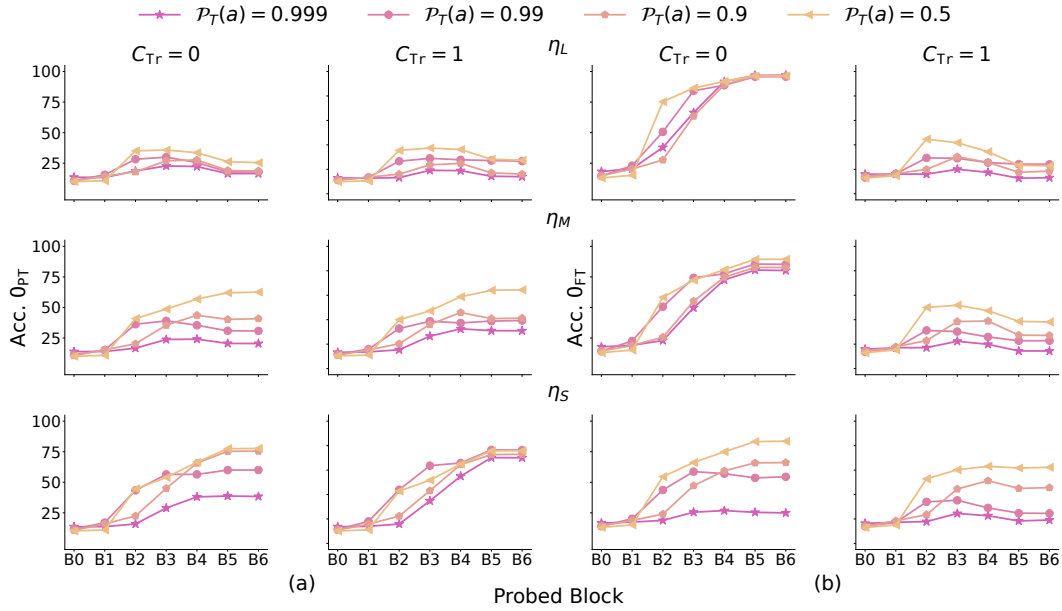 𝒫_T(a) = 0.999 𝒫_T(a) = 0.99 𝒫_T(a) = 0.9 𝒫_T(a) = 0.5
η_L
C_Tr = 0 C_Tr = 1 C_Tr = 0 C_Tr = 1
100
75
50
25
η_M
100
75
50
25
Acc. 0_PT
Acc. 0_FT
η_S
100
75
50
25
B0 B1 B2 B3 B4 B5 B6 B0 B1 B2 B3 B4 B5 B6 B0 B1 B2 B3 B4 B5 B6 B0 B1 B2 B3 B4 B5 B6
(a) (b)
Probed Block